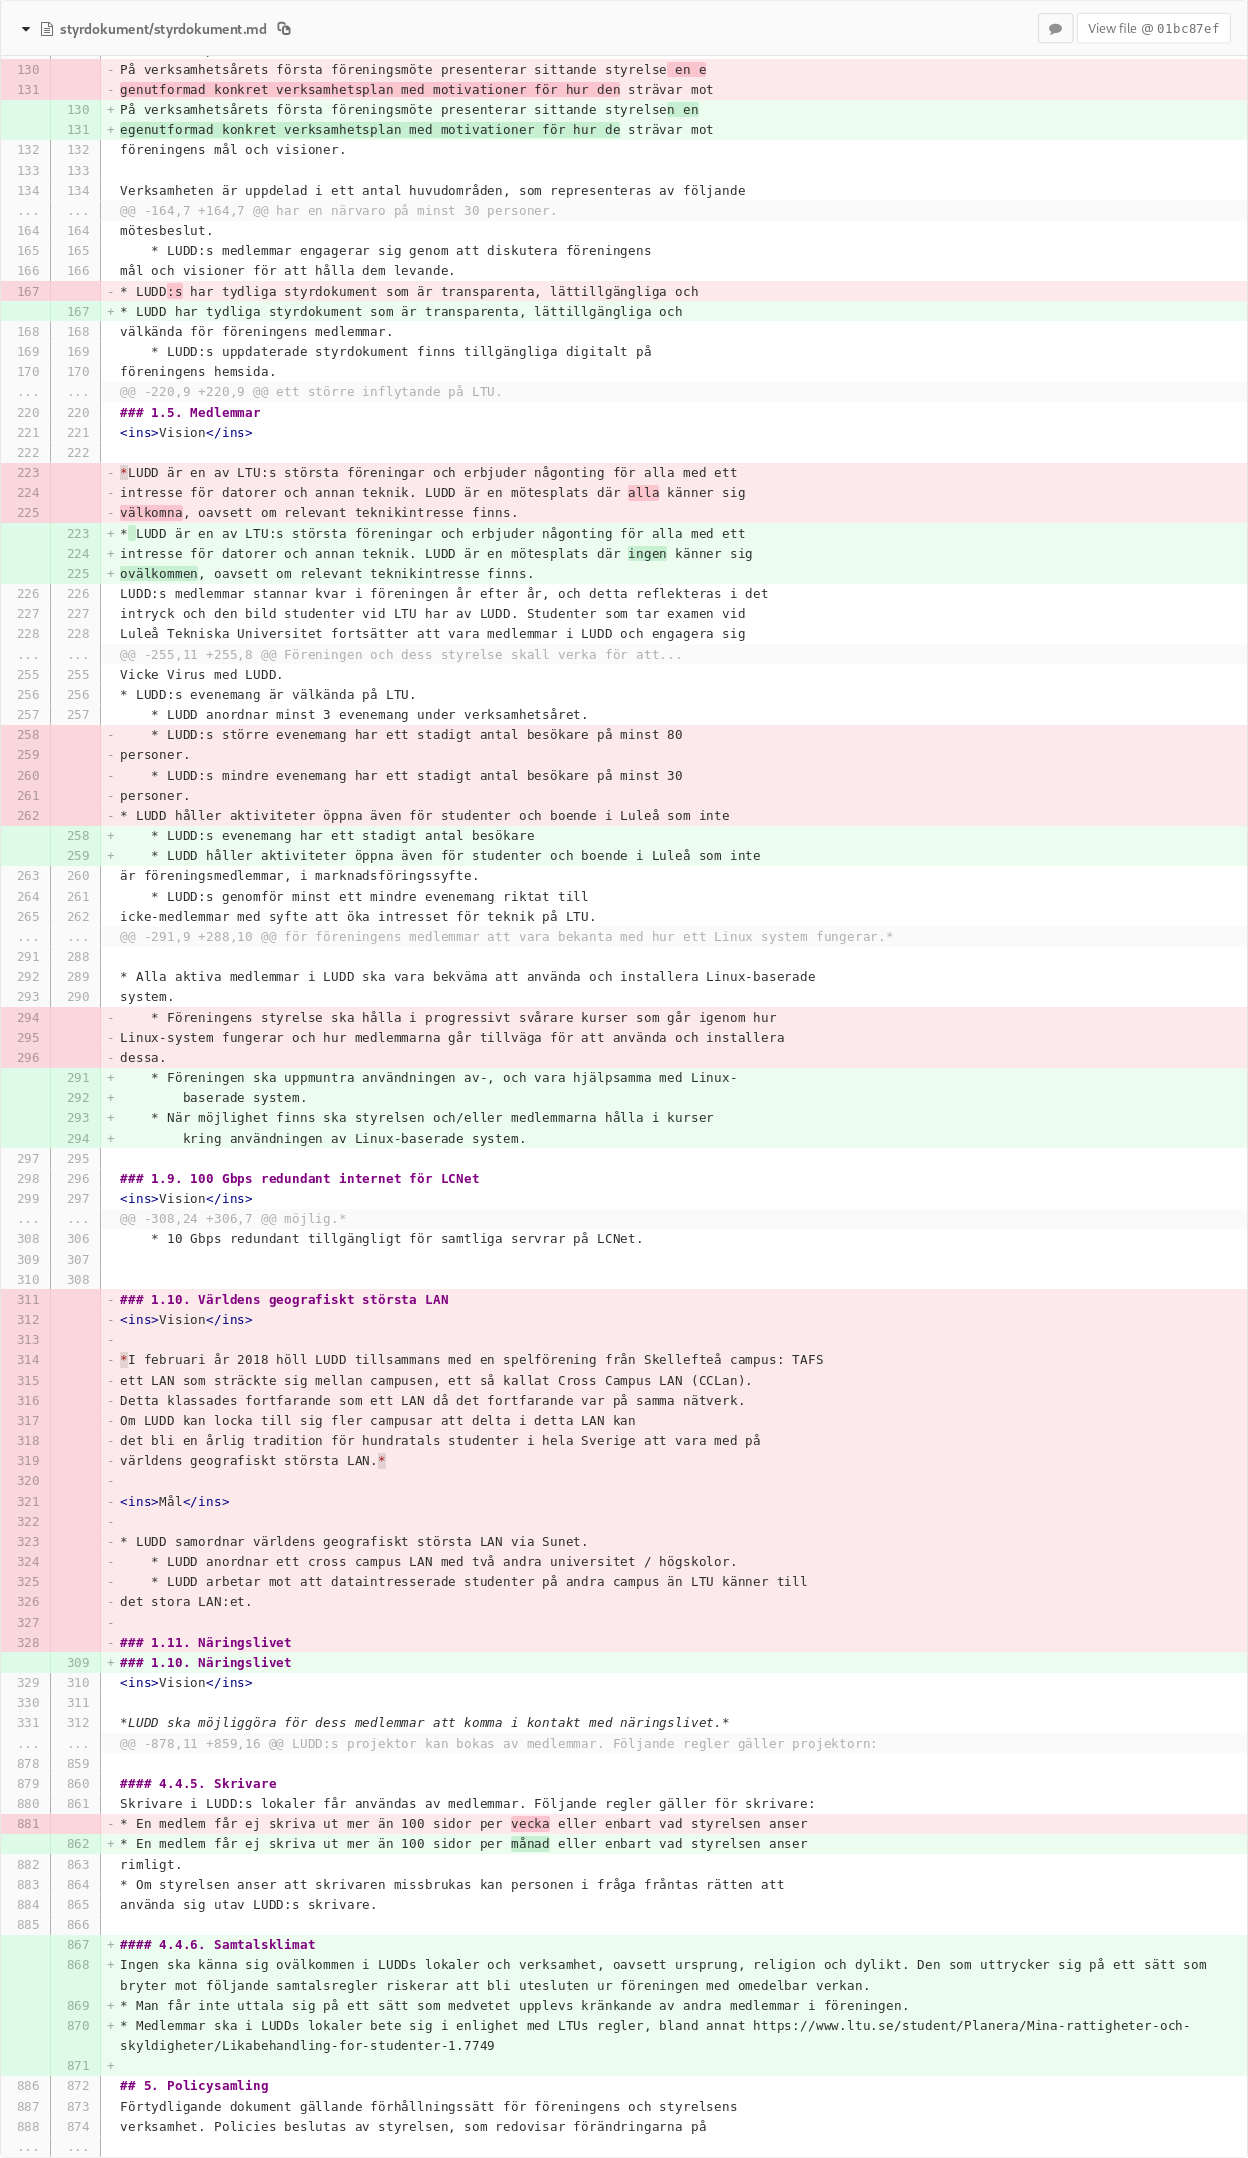 styrdokument/styrdokument.md View file @ 01bc87ef
130 - På verksamhetsårets första föreningsmöte presenterar sittande styrelse en e
131 - genutformad konkret verksamhetsplan med motivationer för hur den strävar mot
130 + På verksamhetsårets första föreningsmöte presenterar sittande styrelsen en
131 + egenutformad konkret verksamhetsplan med motivationer för hur de strävar mot
132 132 föreningens mål och visioner.
133 133
134 134 Verksamheten är uppdelad i ett antal huvudområden, som representeras av följande
... ... @@ -164,7 +164,7 @@ har en närvaro på minst 30 personer.
164 164 mötesbeslut.
165 165 * LUDD:s medlemmar engagerar sig genom att diskutera föreningens
166 166 mål och visioner för att hålla dem levande.
167 - * LUDD:s har tydliga styrdokument som är transparenta, lättillgängliga och
167 + * LUDD har tydliga styrdokument som är transparenta, lättillgängliga och
168 168 välkända för föreningens medlemmar.
169 169 * LUDD:s uppdaterade styrdokument finns tillgängliga digitalt på
170 170 föreningens hemsida.
... ... @@ -220,9 +220,9 @@ ett större inflytande på LTU.
220 220 ### 1.5. Medlemmar
221 221 <ins>Vision</ins>
222 222
223 - *LUDD är en av LTU:s största föreningar och erbjuder någonting för alla med ett
224 - intresse för datorer och annan teknik. LUDD är en mötesplats där alla känner sig
225 - välkomna, oavsett om relevant teknikintresse finns.
223 + * LUDD är en av LTU:s största föreningar och erbjuder någonting för alla med ett
224 + intresse för datorer och annan teknik. LUDD är en mötesplats där ingen känner sig
225 + ovälkommen, oavsett om relevant teknikintresse finns.
226 226 LUDD:s medlemmar stannar kvar i föreningen år efter år, och detta reflekteras i det
227 227 intryck och den bild studenter vid LTU har av LUDD. Studenter som tar examen vid
228 228 Luleå Tekniska Universitet fortsätter att vara medlemmar i LUDD och engagera sig
... ... @@ -255,11 +255,8 @@ Föreningen och dess styrelse skall verka för att...
255 255 Vicke Virus med LUDD.
256 256 * LUDD:s evenemang är välkända på LTU.
257 257 * LUDD anordnar minst 3 evenemang under verksamhetsåret.
258 - * LUDD:s större evenemang har ett stadigt antal besökare på minst 80
259 - personer.
260 - * LUDD:s mindre evenemang har ett stadigt antal besökare på minst 30
261 - personer.
262 - * LUDD håller aktiviteter öppna även för studenter och boende i Luleå som inte
258 + * LUDD:s evenemang har ett stadigt antal besökare
259 + * LUDD håller aktiviteter öppna även för studenter och boende i Luleå som inte
263 260 är föreningsmedlemmar, i marknadsföringssyfte.
264 261 * LUDD:s genomför minst ett mindre evenemang riktat till
265 262 icke-medlemmar med syfte att öka intresset för teknik på LTU.
... ... @@ -291,9 +288,10 @@ för föreningens medlemmar att vara bekanta med hur ett Linux system fungerar.*
291 288
292 289 * Alla aktiva medlemmar i LUDD ska vara bekväma att använda och installera Linux-baserade
293 290 system.
294 - * Föreningens styrelse ska hålla i progressivt svårare kurser som går igenom hur
295 - Linux-system fungerar och hur medlemmarna går tillväga för att använda och installera
296 - dessa.
291 + * Föreningen ska uppmuntra användningen av-, och vara hjälpsamma med Linux-
292 + baserade system.
293 + * När möjlighet finns ska styrelsen och/eller medlemmarna hålla i kurser
294 + kring användningen av Linux-baserade system.
297 295
298 296 ### 1.9. 100 Gbps redundant internet för LCNet
299 297 <ins>Vision</ins>
... ... @@ -308,24 +306,7 @@ möjlig.*
308 306 * 10 Gbps redundant tillgängligt för samtliga servrar på LCNet.
309 307
310 308
311 - ### 1.10. Världens geografiskt största LAN
312 - <ins>Vision</ins>
313 -
314 - *I februari år 2018 höll LUDD tillsammans med en spelförening från Skellefteå campus: TAFS
315 - ett LAN som sträckte sig mellan campusen, ett så kallat Cross Campus LAN (CCLan).
316 - Detta klassades fortfarande som ett LAN då det fortfarande var på samma nätverk.
317 - Om LUDD kan locka till sig fler campusar att delta i detta LAN kan
318 - det bli en årlig tradition för hundratals studenter i hela Sverige att vara med på
319 - världens geografiskt största LAN.*
320 -
321 - <ins>Mål</ins>
322 -
323 - * LUDD samordnar världens geografiskt största LAN via Sunet.
324 - * LUDD anordnar ett cross campus LAN med två andra universitet / högskolor.
325 - * LUDD arbetar mot att dataintresserade studenter på andra campus än LTU känner till
326 - det stora LAN:et.
327 -
328 - ### 1.11. Näringslivet
309 + ### 1.10. Näringslivet
329 310 <ins>Vision</ins>
330 311
331 312 *LUDD ska möjliggöra för dess medlemmar att komma i kontakt med näringslivet.*
... ... @@ -878,11 +859,16 @@ LUDD:s projektor kan bokas av medlemmar. Följande regler gäller projektorn:
878 859
879 860 #### 4.4.5. Skrivare
880 861 Skrivare i LUDD:s lokaler får användas av medlemmar. Följande regler gäller för skrivare:
881 - * En medlem får ej skriva ut mer än 100 sidor per vecka eller enbart vad styrelsen anser
862 + * En medlem får ej skriva ut mer än 100 sidor per månad eller enbart vad styrelsen anser
882 863 rimligt.
883 864 * Om styrelsen anser att skrivaren missbrukas kan personen i fråga fråntas rätten att
884 865 använda sig utav LUDD:s skrivare.
885 866
867 + #### 4.4.6. Samtalsklimat
868 + Ingen ska känna sig ovälkommen i LUDDs lokaler och verksamhet, oavsett ursprung, religion och dylikt. Den som uttrycker sig på ett sätt som
bryter mot följande samtalsregler riskerar att bli utesluten ur föreningen med omedelbar verkan.
869 + * Man får inte uttala sig på ett sätt som medvetet upplevs kränkande av andra medlemmar i föreningen.
870 + * Medlemmar ska i LUDDs lokaler bete sig i enlighet med LTUs regler, bland annat https://www.ltu.se/student/Planera/Mina-rattigheter-och-
skyldigheter/Likabehandling-for-studenter-1.7749
871 +
886 872 ## 5. Policysamling
887 873 Förtydligande dokument gällande förhållningssätt för föreningens och styrelsens
888 874 verksamhet. Policies beslutas av styrelsen, som redovisar förändringarna på
... ...